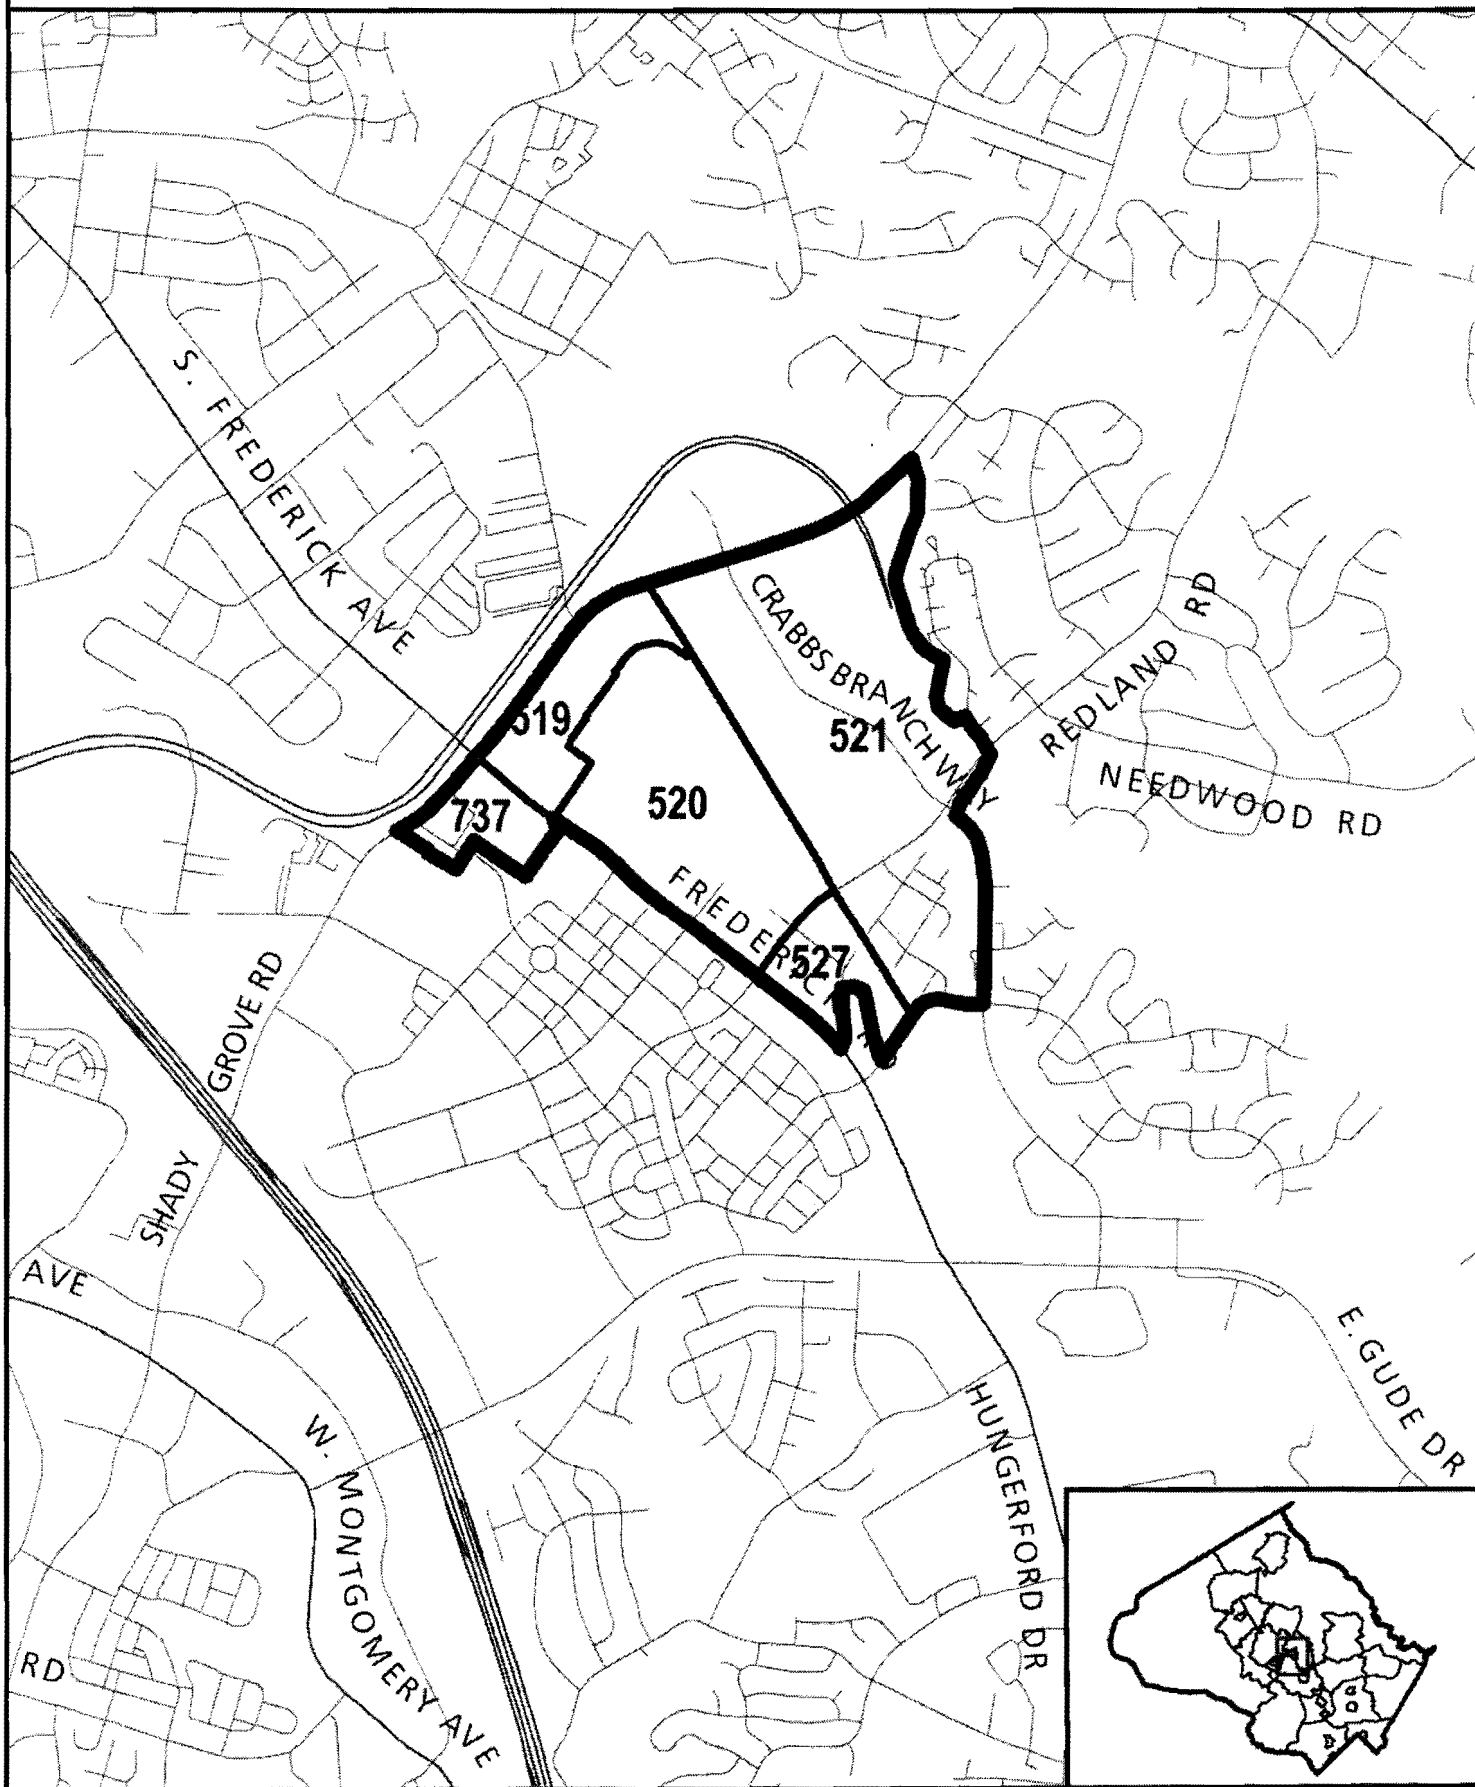 S. FREDERICK AVE
CRABBS BRANCH WAY
REDLAND RD
519
521
NEEDWOOD RD
737
520
FREDERICK
527
SHADY GROVE RD
AVE
E. GUDE DR
W. MONTGOMERY AVE
HUNGERFORD DR
RD